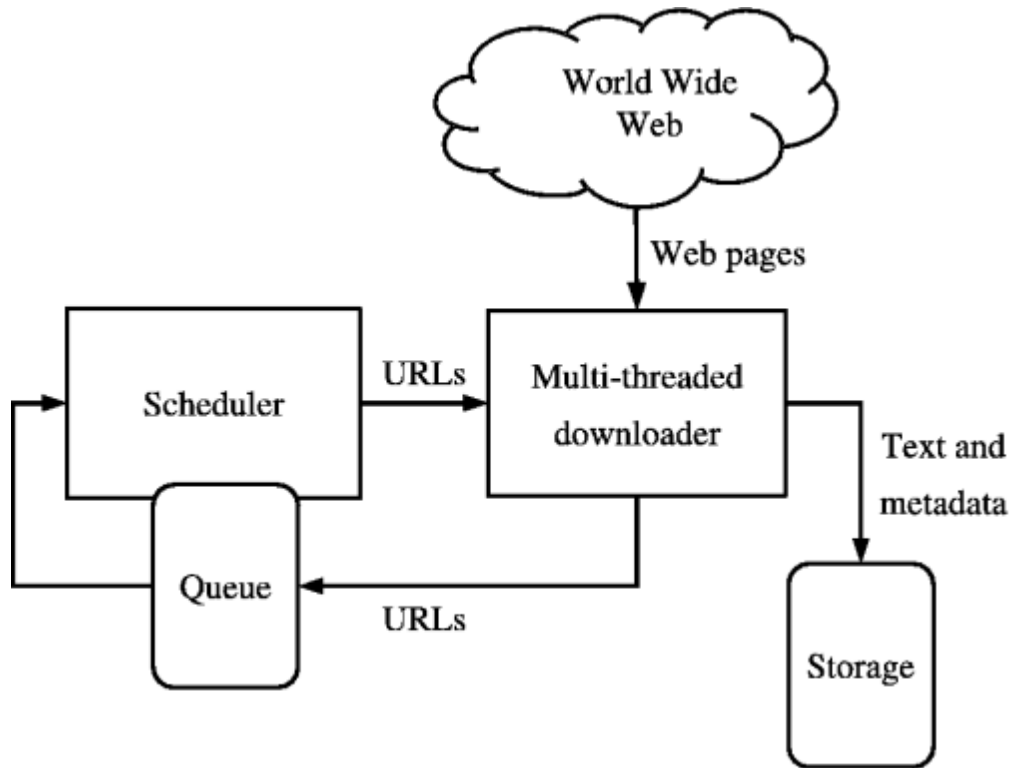 World Wide
Web
Web pages
URLs
Scheduler
Multi-threaded
downloader
Text and
metadata
Queue
URLs
Storage